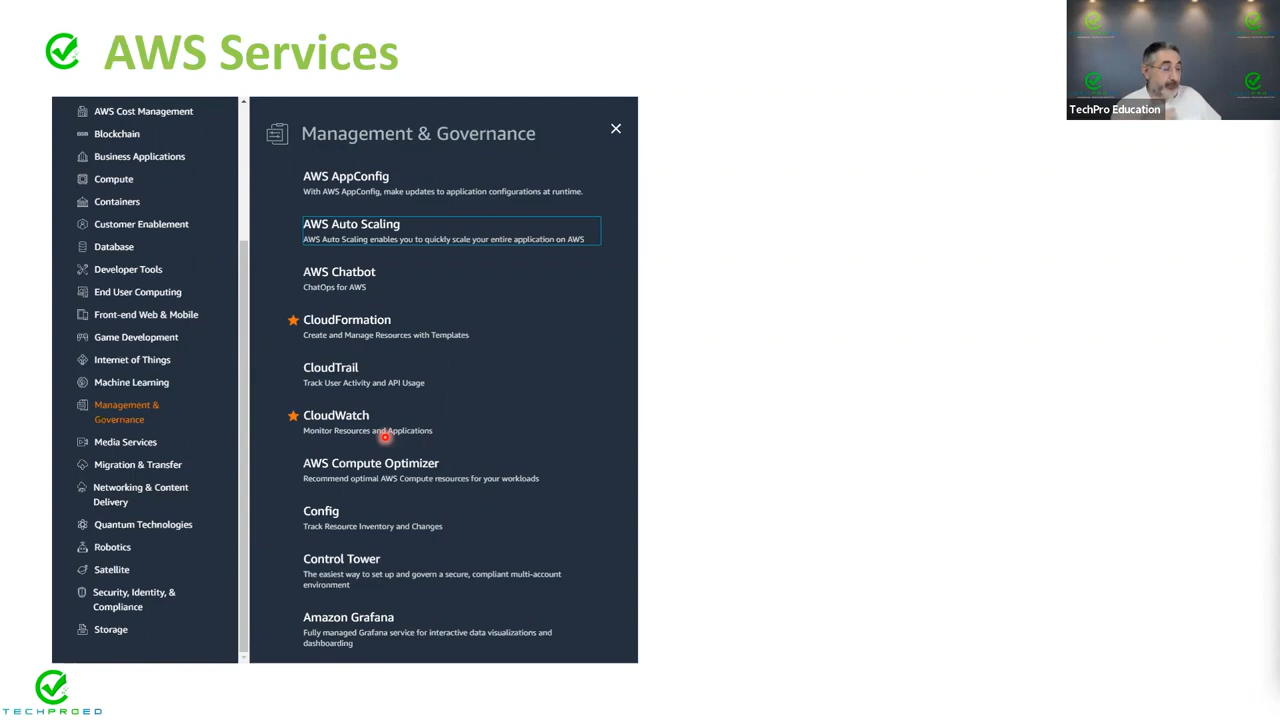 AWS Services
TechPro Education
AWS Cost Management
Blockchain
Business Applications
Compute
Containers
Customer Enablement
Database
Developer Tools
End User Computing
Front-end Web & Mobile
Game Development
Internet of Things
Machine Learning
Management &
Governance
Media Services
Migration & Transfer
Networking & Content
Delivery
Quantum Technologies
Robotics
Satellite
Security, Identity, &
Compliance
Storage
Management & Governance
AWS AppConfig
With AWS AppConfig, make updates to application configurations at runtime.
AWS Auto Scaling
AWS Auto Scaling enables you to quickly scale your entire application on AWS
AWS Chatbot
ChatOps for AWS
CloudFormation
Create and Manage Resources with Templates
CloudTrail
Track User Activity and API Usage
CloudWatch
Monitor Resources and Applications
AWS Compute Optimizer
Recommend optimal AWS Compute resources for your workloads
Config
Track Resource Inventory and Changes
Control Tower
The easiest way to set up and govern a secure, compliant multi-account
environment
Amazon Grafana
Fully managed Grafana service for interactive data visualizations and
dashboarding
TECHPROED